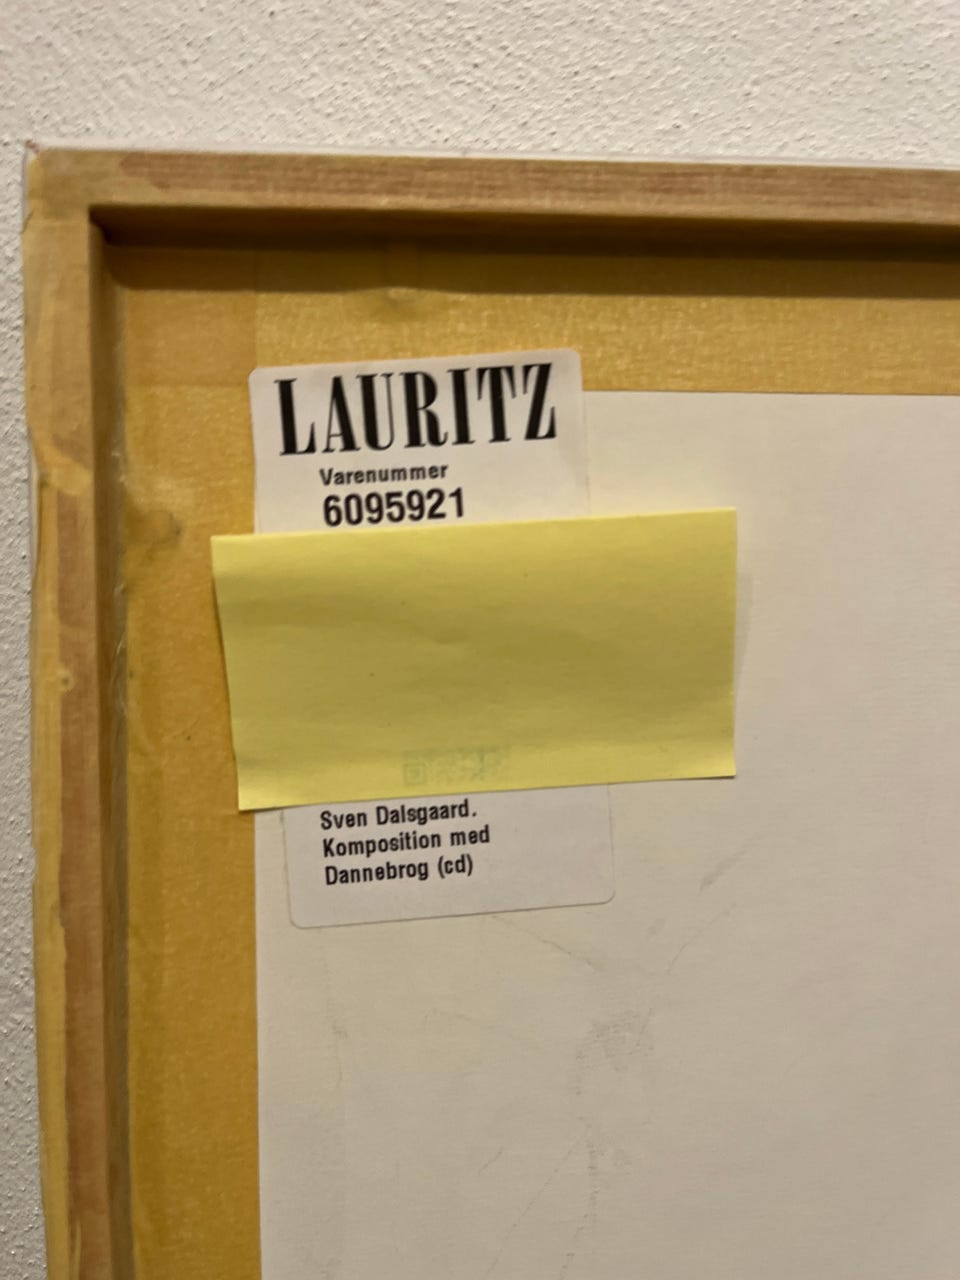 LAURITZ
Varenummer
6095921
Sven Dalsgaard.
Komposition med
Dannebrog (cd)